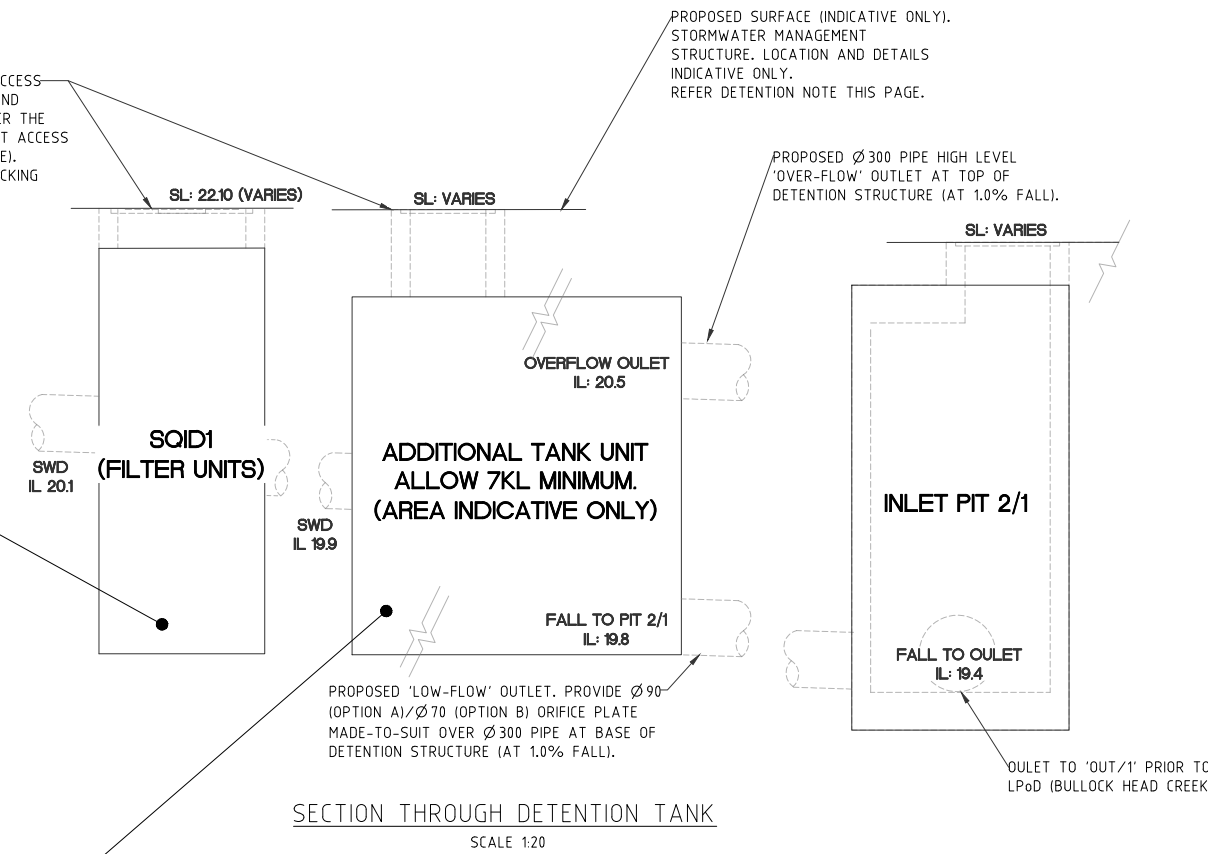 PROPOSED SURFACE (INDICATIVE ONLY).
STORMWATER MANAGEMENT
STRUCTURE. LOCATION AND DETAILS
INDICATIVE ONLY.
REFER DETENTION NOTE THIS PAGE.
CCESS
ND
ER THE
T ACCESS
E).
CKING
PROPOSED Ø300 PIPE HIGH LEVEL
'OVER-FLOW' OUTLET AT TOP OF
DETENTION STRUCTURE (AT 1.0% FALL).
SL: 22.10 (VARIES)
SL: VARIES
SL: VARIES
OVERFLOW OULET
IL: 20.5
SQID1
(FILTER UNITS)
SWD
IL 20.1
ADDITIONAL TANK UNIT
ALLOW 7KL MINIMUM.
(AREA INDICATIVE ONLY)
SWD
IL 19.9
INLET PIT 2/1
FALL TO PIT 2/1
IL: 19.8
FALL TO OULET
IL: 19.4
PROPOSED 'LOW-FLOW' OUTLET. PROVIDE Ø90
(OPTION A)/Ø70 (OPTION B) ORIFICE PLATE
MADE-TO-SUIT OVER Ø300 PIPE AT BASE OF
DETENTION STRUCTURE (AT 1.0% FALL).
OULET TO 'OUT/1' PRIOR TO
LPoD (BULLOCK HEAD CREEK
SECTION THROUGH DETENTION TANK
SCALE 1:20